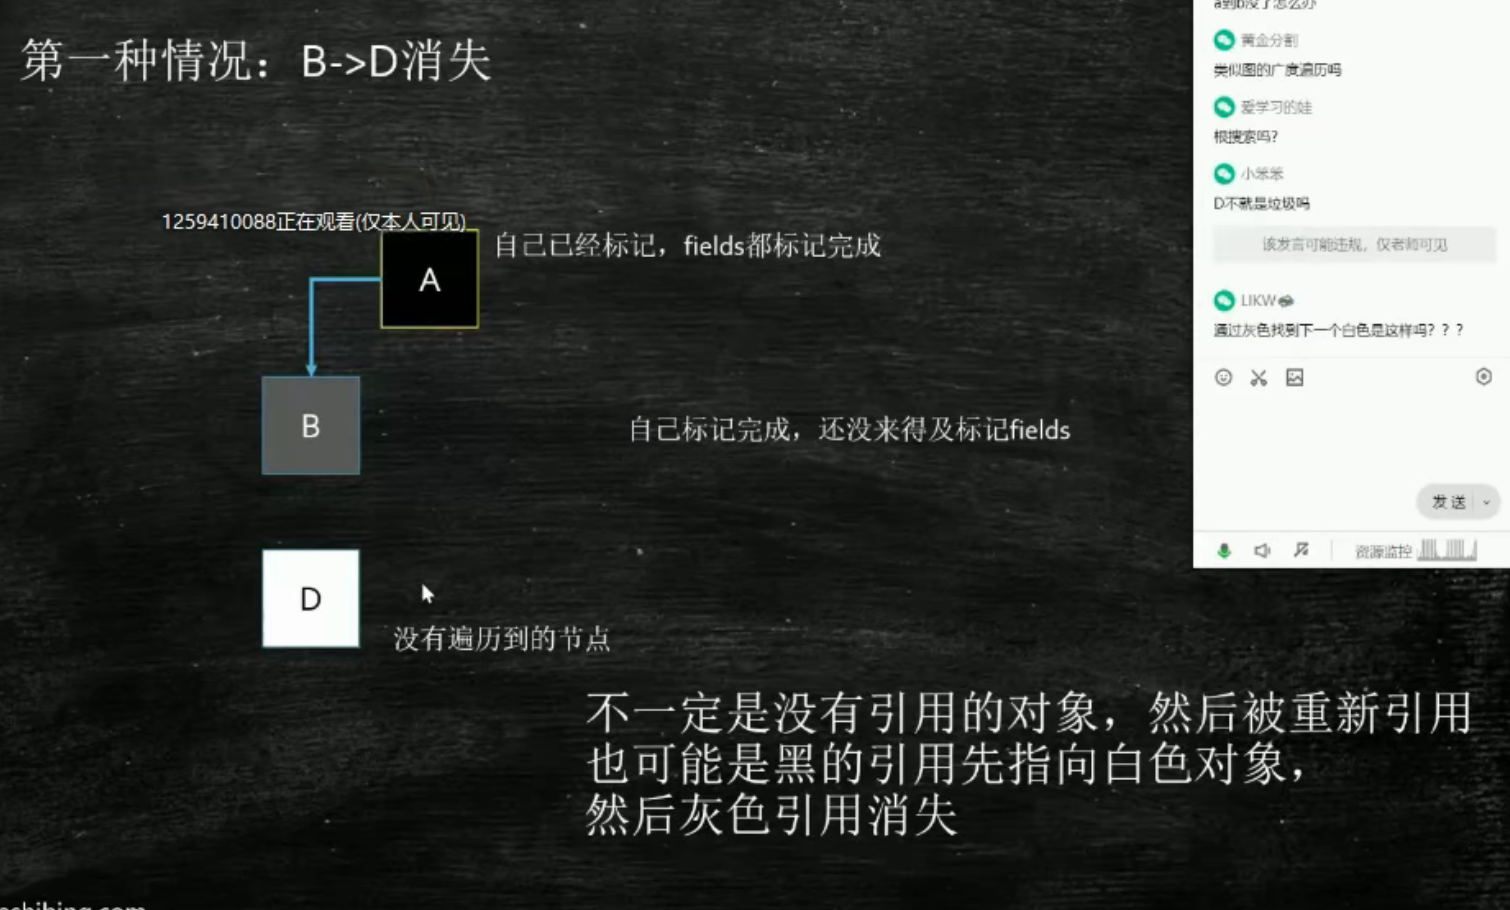 第一种情况：B->D消失
1259410088正在观看(仅本人可见)
A
自己已经标记，fields都标记完成
B
自己标记完成，还没来得及标记fields
D
没有遍历到的节点
不一定是没有引用的对象，然后被重新引用
也可能是黑的引用先指向白色对象，
然后灰色引用消失
a到b没了怎么办
黄金分割
类似图的广度遍历吗
爱学习的娃
根搜索吗?
小笨笨
D不就是垃圾吗
该发言可能违规，仅老师可见
LIKW
通过灰色找到下一个白色是这样吗？？？
发送
资源监控